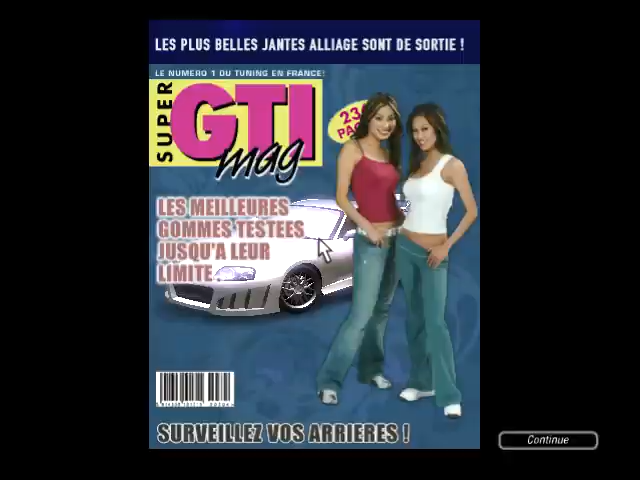 LES PLUS BELLES JANTES ALLIAGE SONT DE SORTIE !
LE NUMERO 1 DU TUNING EN FRANCE!
SUPER
GTI
mag
LES MEILLEURES
GOMMES TESTEES
JUSQU'A LEUR
LIMITE .
SURVEILLEZ VOS ARRIERES !
Continue